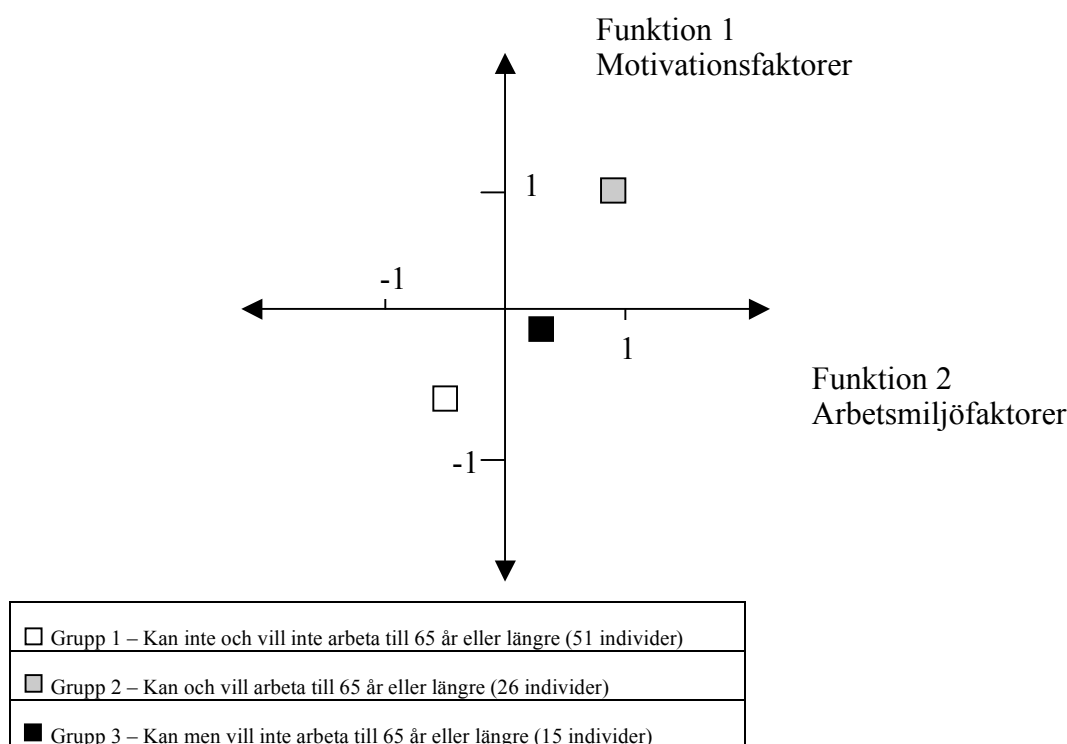 Funktion 1
Motivationsfaktorer
1
-1
1
Funktion 2
Arbetsmiljöfaktorer
-1
Grupp 1 – Kan inte och vill inte arbeta till 65 år eller längre (51 individer)
Grupp 2 – Kan och vill arbeta till 65 år eller längre (26 individer)
Grupp 3 – Kan men vill inte arbeta till 65 år eller längre (15 individer)